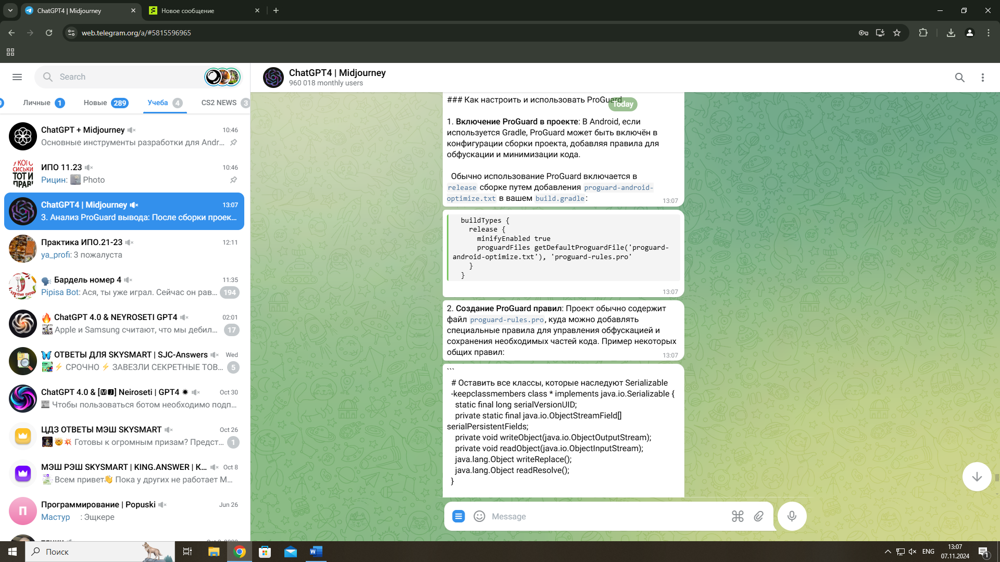 ChatGPT4 | Midjourney
Новое сообщение
web.telegram.org/a/#5815596965
Search
Личные 1
Новые 289
Учеба 4
CS2 NEWS 3
ChatGPT + Midjourney 10:46
Основные инструменты разработки для Andr...
ИПО 11.23 10:46
Рицин: Photo
ChatGPT4 | Midjourney 13:07
3. Анализ ProGuard вывода: После сборки проек...
Практика ИПО.21-23 12:11
ya_profi: 3 пожалуста
Бардель номер 4 11:35
Pipisa Bot: Ася, ты уже играл. Сейчас он рав... 194
ChatGPT 4.0 & NEYROSETI GPT4 02:01
Apple и Samsung считают, что мы дебил... 17
ОТВЕТЫ ДЛЯ SKYSMART | SJC-Answers Wed
⚡ СРОЧНО ⚡ ЗАВЕЗЛИ СЕКРЕТНЫЕ ТОВ... 5
ChatGPT 4.0 & [🅼🅹] Neiroseti | GPT4 ✷ Oct 30
Чтобы пользоваться ботом необходимо подп...
ЦДЗ ОТВЕТЫ МЭШ SKYSMART Oct 26
🤯💥 Готовы к огромным призам? Предст... 1
МЭШ РЭШ SKYSMART | KING.ANSWER | K... Oct 8
Всем привет👋 Пока у других не работает М...
П
Программирование | Popuski Jun 26
Мастур : Эщкере
ChatGPT4 | Midjourney
960 018 monthly users
### Как настроить и использовать ProGuard
Today
1. Включение ProGuard в проекте: В Android, если
используется Gradle, ProGuard может быть включён в
конфигурации сборки проекта, добавляя правила для
обфускации и минимизации кода.
Обычно использование ProGuard включается в
release сборке путем добавления proguard-android-
optimize.txt в вашем build.gradle:
13:07
buildTypes {
release {
minifyEnabled true
proguardFiles getDefaultProguardFile('proguard-
android-optimize.txt'), 'proguard-rules.pro'
}
}
13:07
2. Создание ProGuard правил: Проект обычно содержит
файл proguard-rules.pro, куда можно добавлять
специальные правила для управления обфускацией и
сохранения необходимых частей кода. Пример некоторых
общих правил:
13:07
```
# Оставить все классы, которые наследуют Serializable
-keepclassmembers class * implements java.io.Serializable {
static final long serialVersionUID;
private static final java.io.ObjectStreamField[]
serialPersistentFields;
private void writeObject(java.io.ObjectOutputStream);
private void readObject(java.io.ObjectInputStream);
java.lang.Object writeReplace();
java.lang.Object readResolve();
}
Message
Поиск
ENG
13:07
07.11.2024
1